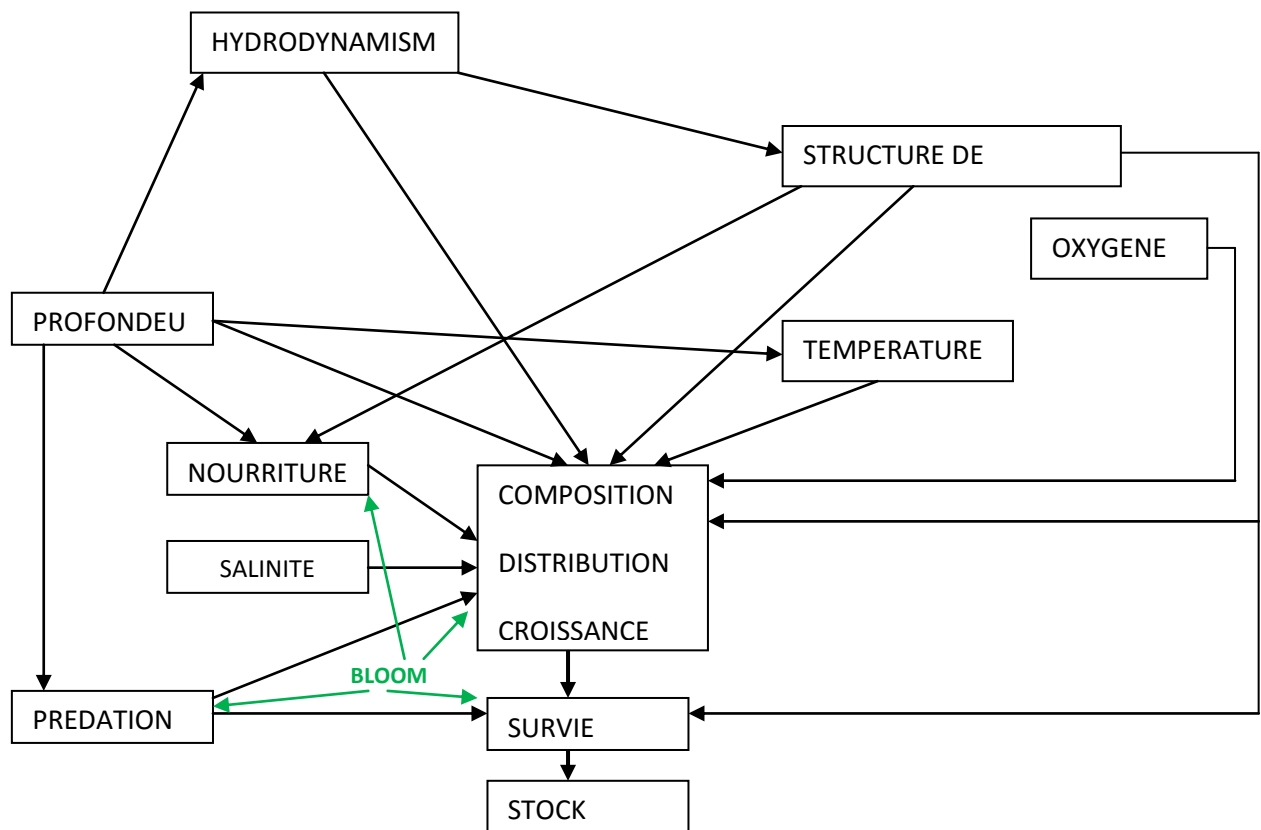 HYDRODYNAMISM
STRUCTURE DE
OXYGENE
PROFONDEU
TEMPERATURE
NOURRITURE
COMPOSITION
DISTRIBUTION
SALINITE
CROISSANCE
BLOOM
PREDATION
SURVIE
STOCK